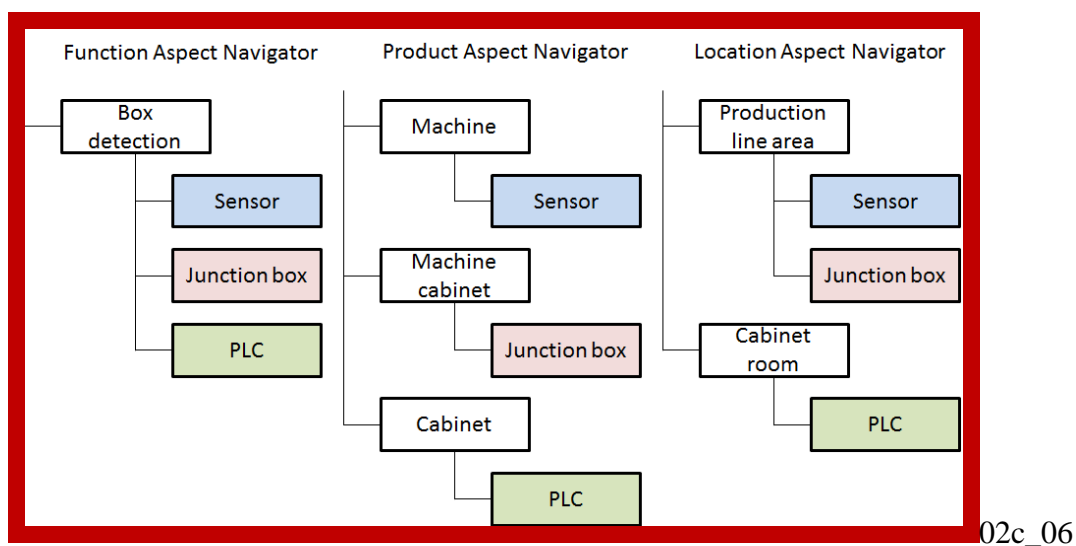 Function Aspect Navigator
Box
detection
Sensor
Junction box
PLC
Product Aspect Navigator
Machine
Sensor
Machine
cabinet
Junction box
Cabinet
PLC
Location Aspect Navigator
Production
line area
Sensor
Junction box
Cabinet
room
PLC
02c_06